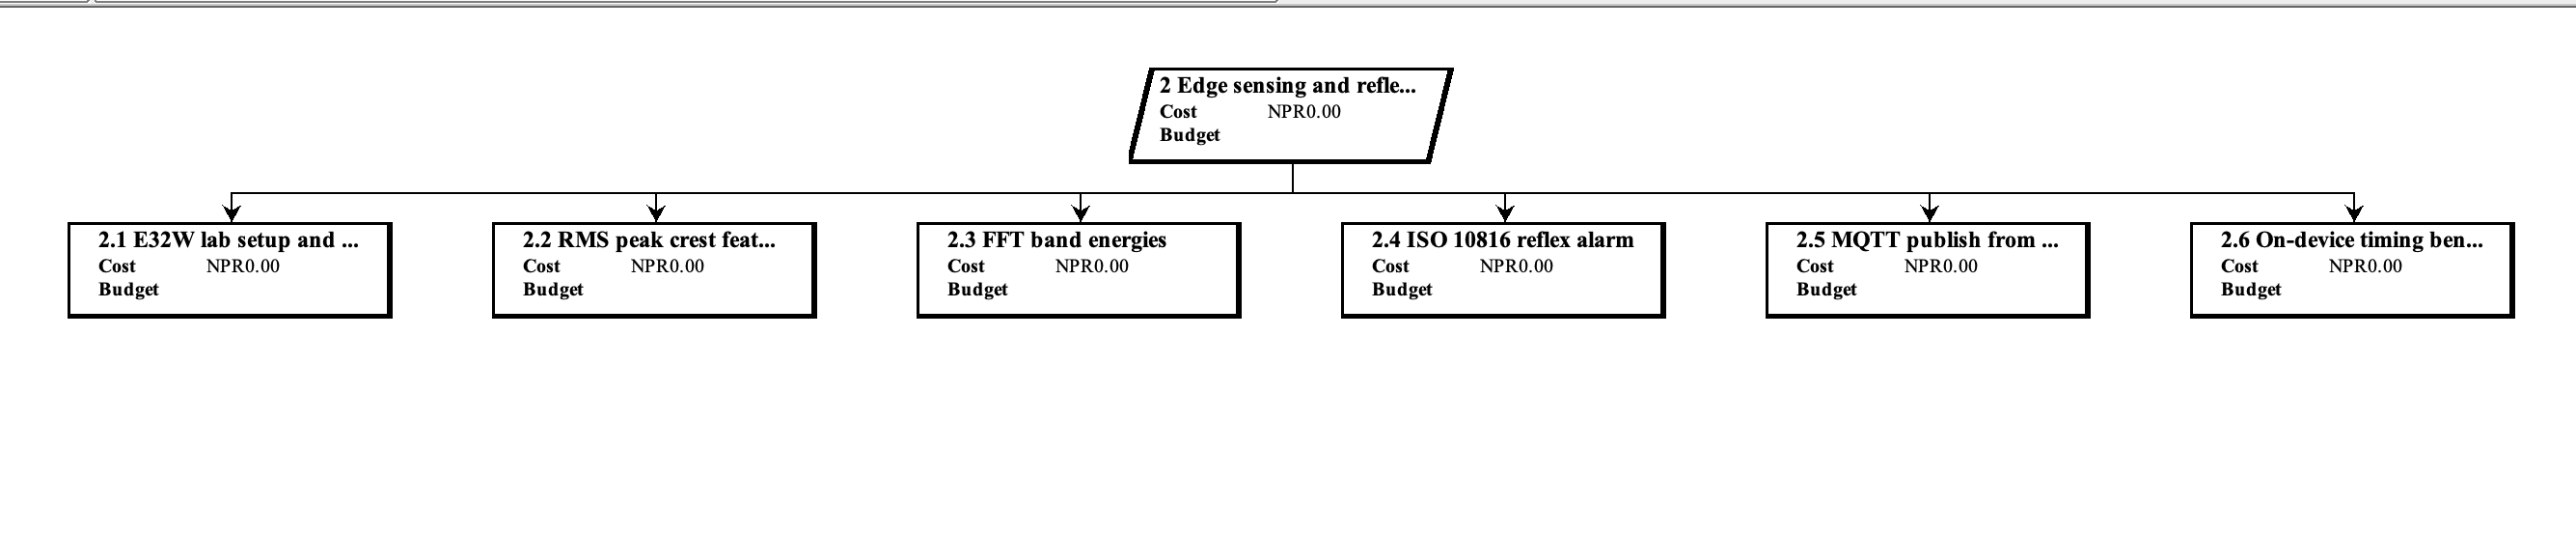 2 Edge sensing and refle...
Cost NPR0.00
Budget
2.1 E32W lab setup and ...
Cost NPR0.00
Budget
2.2 RMS peak crest feat...
Cost NPR0.00
Budget
2.3 FFT band energies
Cost NPR0.00
Budget
2.4 ISO 10816 reflex alarm
Cost NPR0.00
Budget
2.5 MQTT publish from ...
Cost NPR0.00
Budget
2.6 On-device timing ben...
Cost NPR0.00
Budget